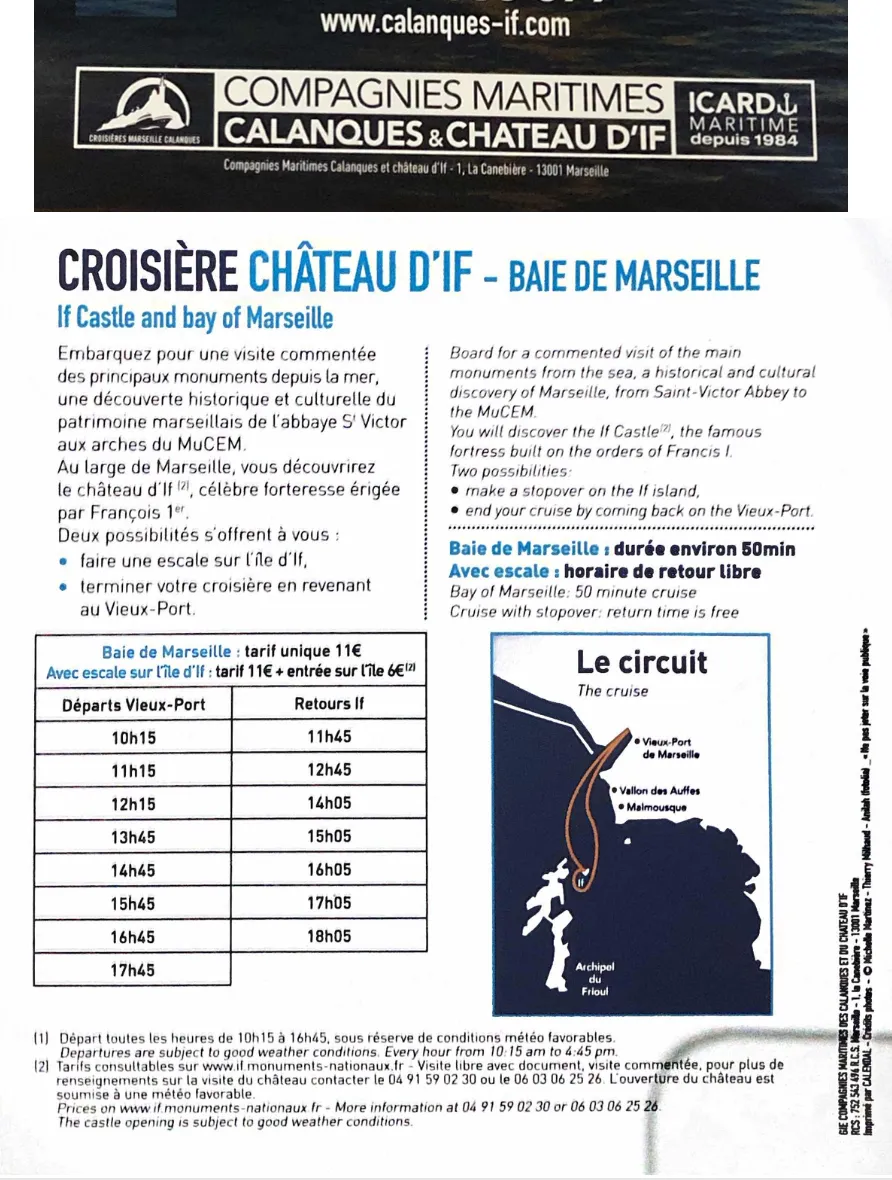 www.calanques-if.com
CROISIÈRES MARSEILLE CALANQUES
COMPAGNIES MARITIMES
CALANQUES & CHATEAU D'IF
ICARD
MARITIME
depuis 1984
Compagnies Maritimes Calanques et château d'If - 1, La Canebière - 13001 Marseille
CROISIÈRE CHÂTEAU D'IF - BAIE DE MARSEILLE
If Castle and bay of Marseille
Embarquez pour une visite commentée
des principaux monuments depuis la mer,
une découverte historique et culturelle du
patrimoine marseillais de l'abbaye St Victor
aux arches du MuCEM.
Au large de Marseille, vous découvrirez
le château d'If (2), célèbre forteresse érigée
par François 1er.
Deux possibilités s'offrent à vous :
• faire une escale sur l'île d'If,
• terminer votre croisière en revenant
au Vieux-Port.
Board for a commented visit of the main
monuments from the sea, a historical and cultural
discovery of Marseille, from Saint-Victor Abbey to
the MuCEM.
You will discover the If Castle(2), the famous
fortress built on the orders of Francis I.
Two possibilities:
• make a stopover on the If island,
• end your cruise by coming back on the Vieux-Port.
Baie de Marseille : durée environ 50min
Avec escale : horaire de retour libre
Bay of Marseille: 50 minute cruise
Cruise with stopover: return time is free
Baie de Marseille : tarif unique 11€
Avec escale sur l'île d'If : tarif 11€ + entrée sur l'île 6€(2)
Départs Vieux-Port Retours If
10h15 11h45
11h15 12h45
12h15 14h05
13h45 15h05
14h45 16h05
15h45 17h05
16h45 18h05
17h45
Le circuit
The cruise
• Vieux-Port
de Marseille
• Vallon des Auffes
• Malmousque
If
Archipel
du
Frioul
(1) Départ toutes les heures de 10h15 à 16h45, sous réserve de conditions météo favorables.
Departures are subject to good weather conditions. Every hour from 10:15 am to 4:45 pm.
(2) Tarifs consultables sur www.if.monuments-nationaux.fr - Visite libre avec document, visite commentée, pour plus de
renseignements sur la visite du château contacter le 04 91 59 02 30 ou le 06 03 06 25 26. L'ouverture du château est
soumise à une météo favorable.
Prices on www.if.monuments-nationaux.fr - More information at 04 91 59 02 30 or 06 03 06 25 26.
The castle opening is subject to good weather conditions.
GIE COMPAGNIES MARITIMES DES CALANQUES ET DU CHATEAU D'IF
RCS : 752 543 474 R.C.S. Marseille - 1, la Canebière - 13001 Marseille
Imprimé par CALENDAL - Crédits photos - © Michelle Martinez - Thierry - (fotolia) _ « Ne pas jeter sur la voie publique »